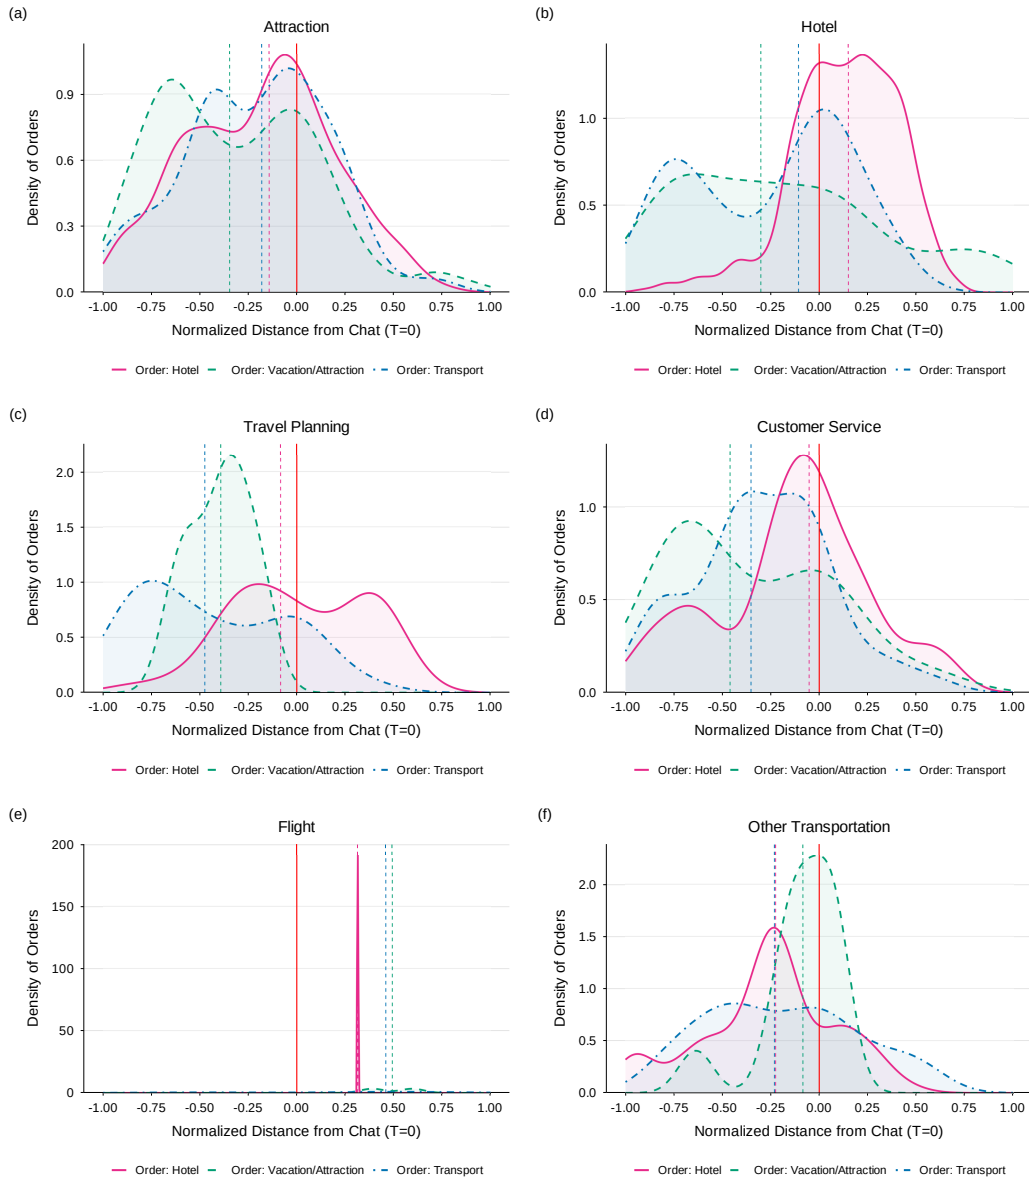 (a)
Attraction
Density of Orders
0.9
0.6
0.3
0.0
-1.00 -0.75 -0.50 -0.25 0.00 0.25 0.50 0.75 1.00
Normalized Distance from Chat (T=0)
Order: Hotel Order: Vacation/Attraction Order: Transport
(b)
Hotel
Density of Orders
1.0
0.5
0.0
-1.00 -0.75 -0.50 -0.25 0.00 0.25 0.50 0.75 1.00
Normalized Distance from Chat (T=0)
Order: Hotel Order: Vacation/Attraction Order: Transport
(c)
Travel Planning
Density of Orders
2.0
1.5
1.0
0.5
0.0
-1.00 -0.75 -0.50 -0.25 0.00 0.25 0.50 0.75 1.00
Normalized Distance from Chat (T=0)
Order: Hotel Order: Vacation/Attraction Order: Transport
(d)
Customer Service
Density of Orders
1.0
0.5
0.0
-1.00 -0.75 -0.50 -0.25 0.00 0.25 0.50 0.75 1.00
Normalized Distance from Chat (T=0)
Order: Hotel Order: Vacation/Attraction Order: Transport
(e)
Flight
Density of Orders
200
150
100
50
0
-1.00 -0.75 -0.50 -0.25 0.00 0.25 0.50 0.75 1.00
Normalized Distance from Chat (T=0)
Order: Hotel Order: Vacation/Attraction Order: Transport
(f)
Other Transportation
Density of Orders
2.0
1.5
1.0
0.5
0.0
-1.00 -0.75 -0.50 -0.25 0.00 0.25 0.50 0.75 1.00
Normalized Distance from Chat (T=0)
Order: Hotel Order: Vacation/Attraction Order: Transport